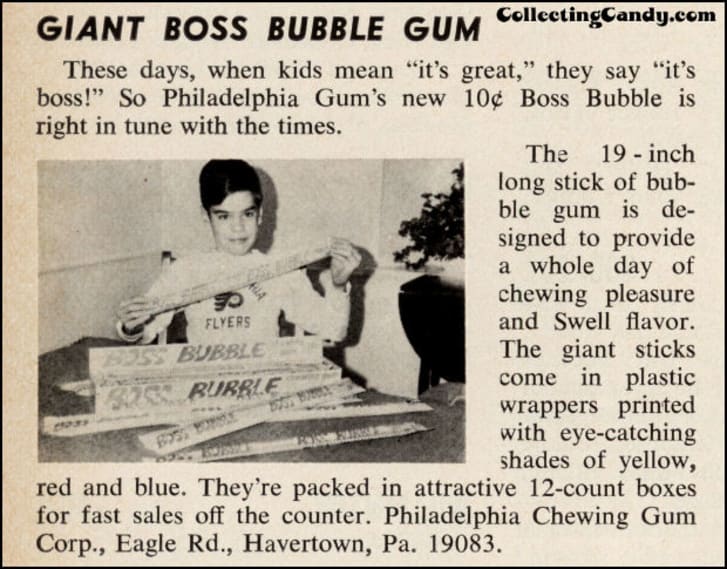 GIANT BOSS BUBBLE GUM
CollectingCandy.com
These days, when kids mean “it’s great,” they say “it’s
boss!” So Philadelphia Gum’s new 10¢ Boss Bubble is
right in tune with the times.
The 19-inch
long stick of bub-
ble gum is de-
signed to provide
a whole day of
chewing pleasure
and Swell flavor.
The giant sticks
come in plastic
wrappers printed
with eye-catching
shades of yellow,
FLYERS
BOSS BUBBLE
BOSS BUBBLE
red and blue. They’re packed in attractive 12-count boxes
for fast sales off the counter. Philadelphia Chewing Gum
Corp., Eagle Rd., Havertown, Pa. 19083.